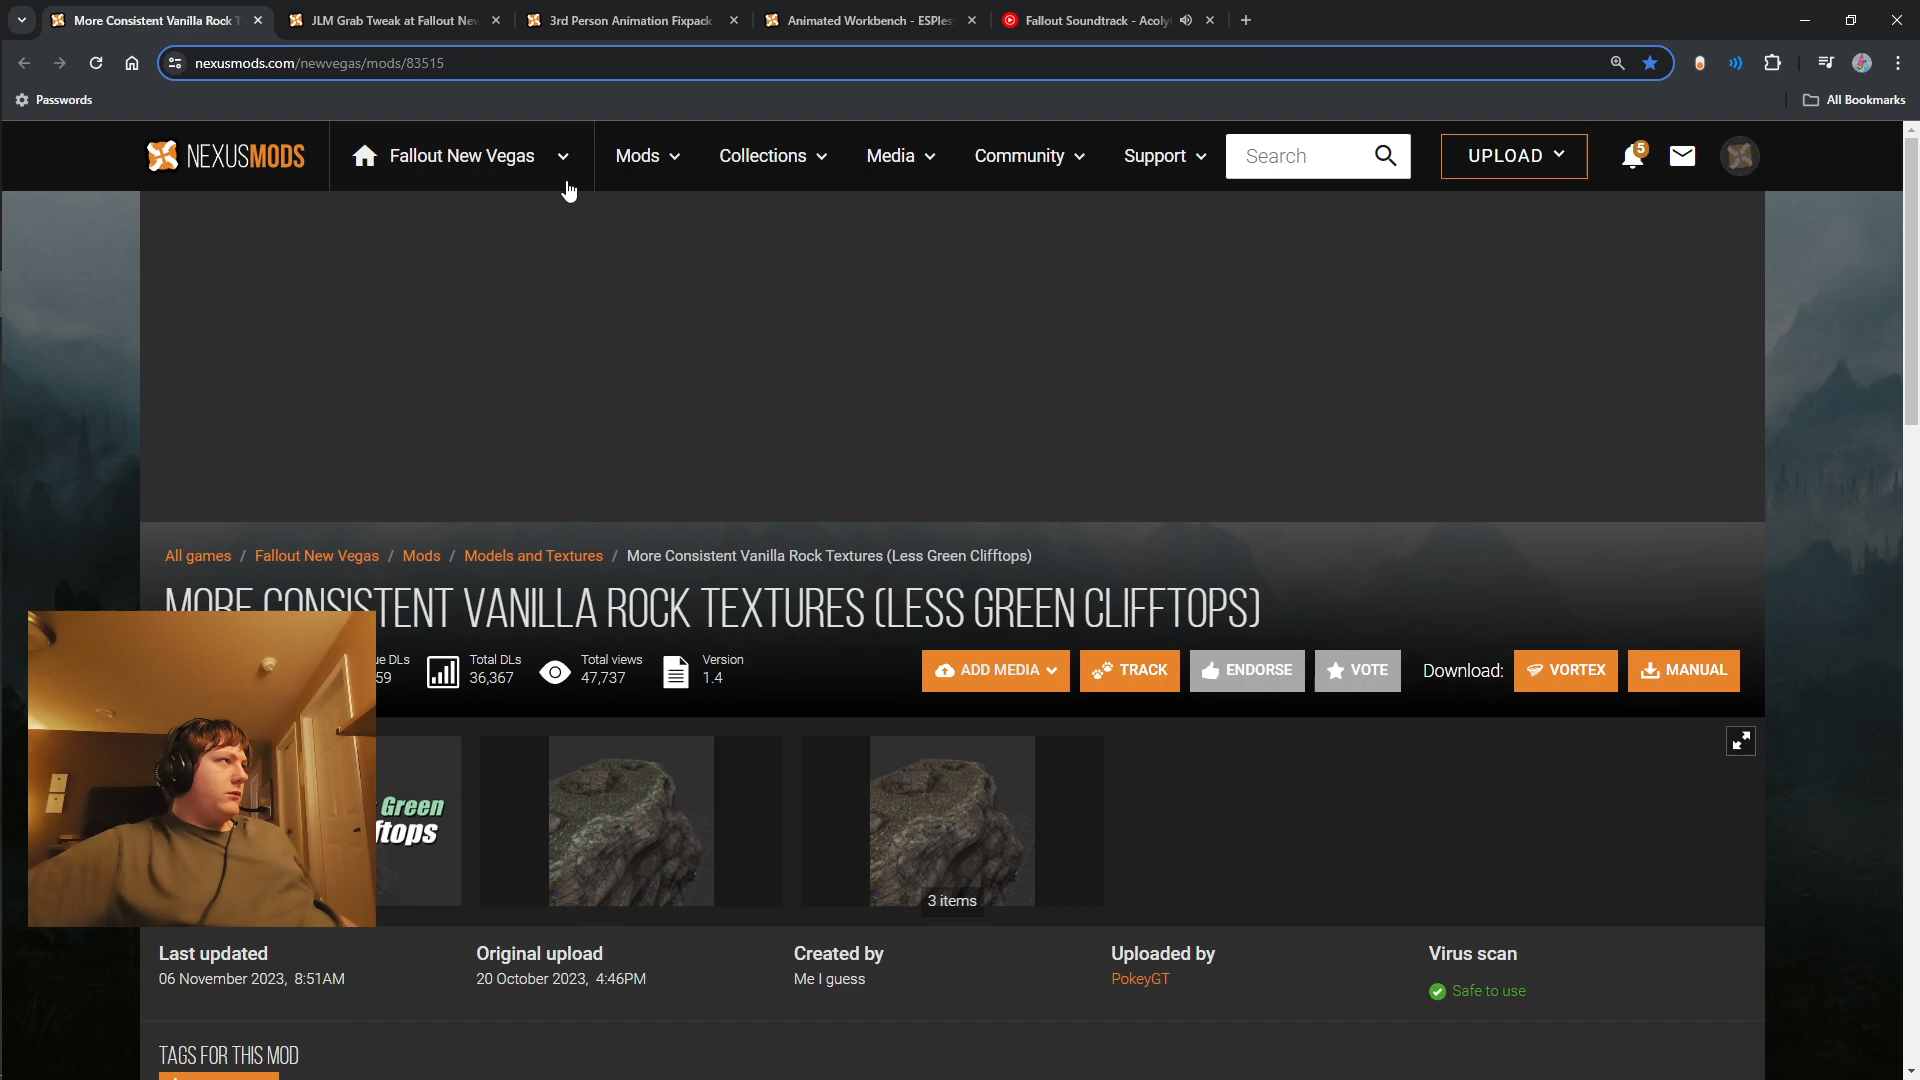 More Consistent Vanilla Rock T
JLM Grab Tweak at Fallout Ne
3rd Person Animation Fixpack
Animated Workbench - ESPles
Fallout Soundtrack - Acoly
nexusmods.com/newvegas/mods/83515
Passwords
All Bookmarks
NEXUSMODS
Fallout New Vegas
Mods
Collections
Media
Community
Support
Search
UPLOAD
5
All games / Fallout New Vegas / Mods / Models and Textures / More Consistent Vanilla Rock Textures (Less Green Clifftops)
MORE CONSISTENT VANILLA ROCK TEXTURES (LESS GREEN CLIFFTOPS)
ue DLs
59
Total DLs
36,367
Total views
47,737
Version
1.4
ADD MEDIA
TRACK
ENDORSE
VOTE
Download:
VORTEX
MANUAL
Green
ftops
3 items
Last updated
06 November 2023, 8:51AM
Original upload
20 October 2023, 4:46PM
Created by
Me I guess
Uploaded by
PokeyGT
Virus scan
Safe to use
TAGS FOR THIS MOD